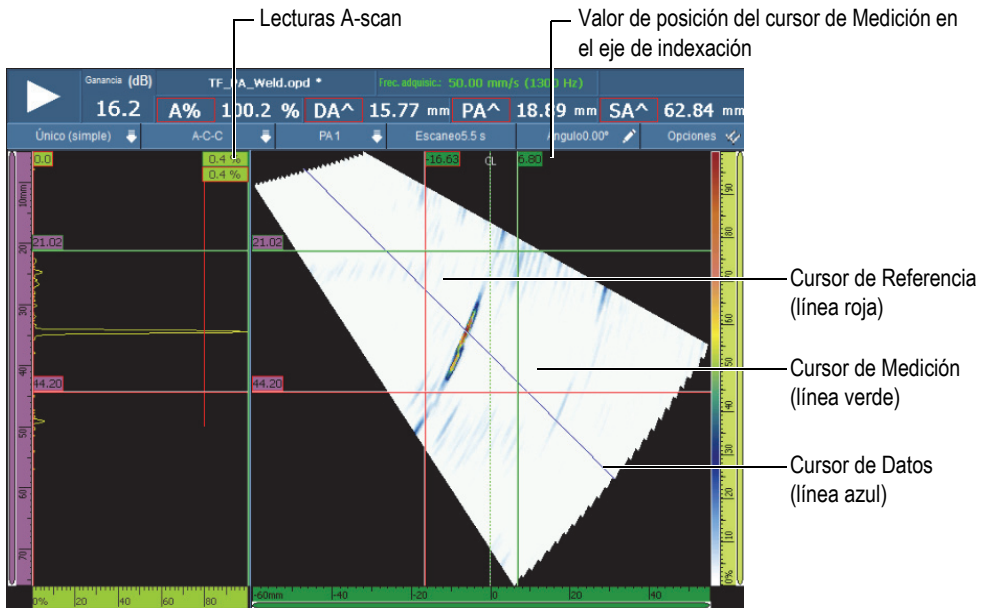 Lecturas A-scan
Valor de posición del cursor de Medición en
el eje de indexación
Ganancia (dB)
16.2
TF_PA_Weld.opd *
Frec. adquisic.: 50.00 mm/s (1300 Hz)
A% 100.2 % DA^ 15.77 mm PA^ 18.89 mm SA^ 62.84 mm
Único (simple) A-C-C PA 1 Escaneo5.5 s Ángulo0.00° Opciones
0.0 0.4 % -16.63 CL 6.80
0.4 %
10mm|
21.02 21.02
20|
30|
40|
44.20 44.20
50|
60|
70|
|90
|80
|70
|60
|50
|40
|30
|20
|10
0%
Cursor de Referencia
(línea roja)
Cursor de Medición
(línea verde)
Cursor de Datos
(línea azul)
0% |20 |40 |60 |80 -60mm |-40 |-20 |0 |20 |40